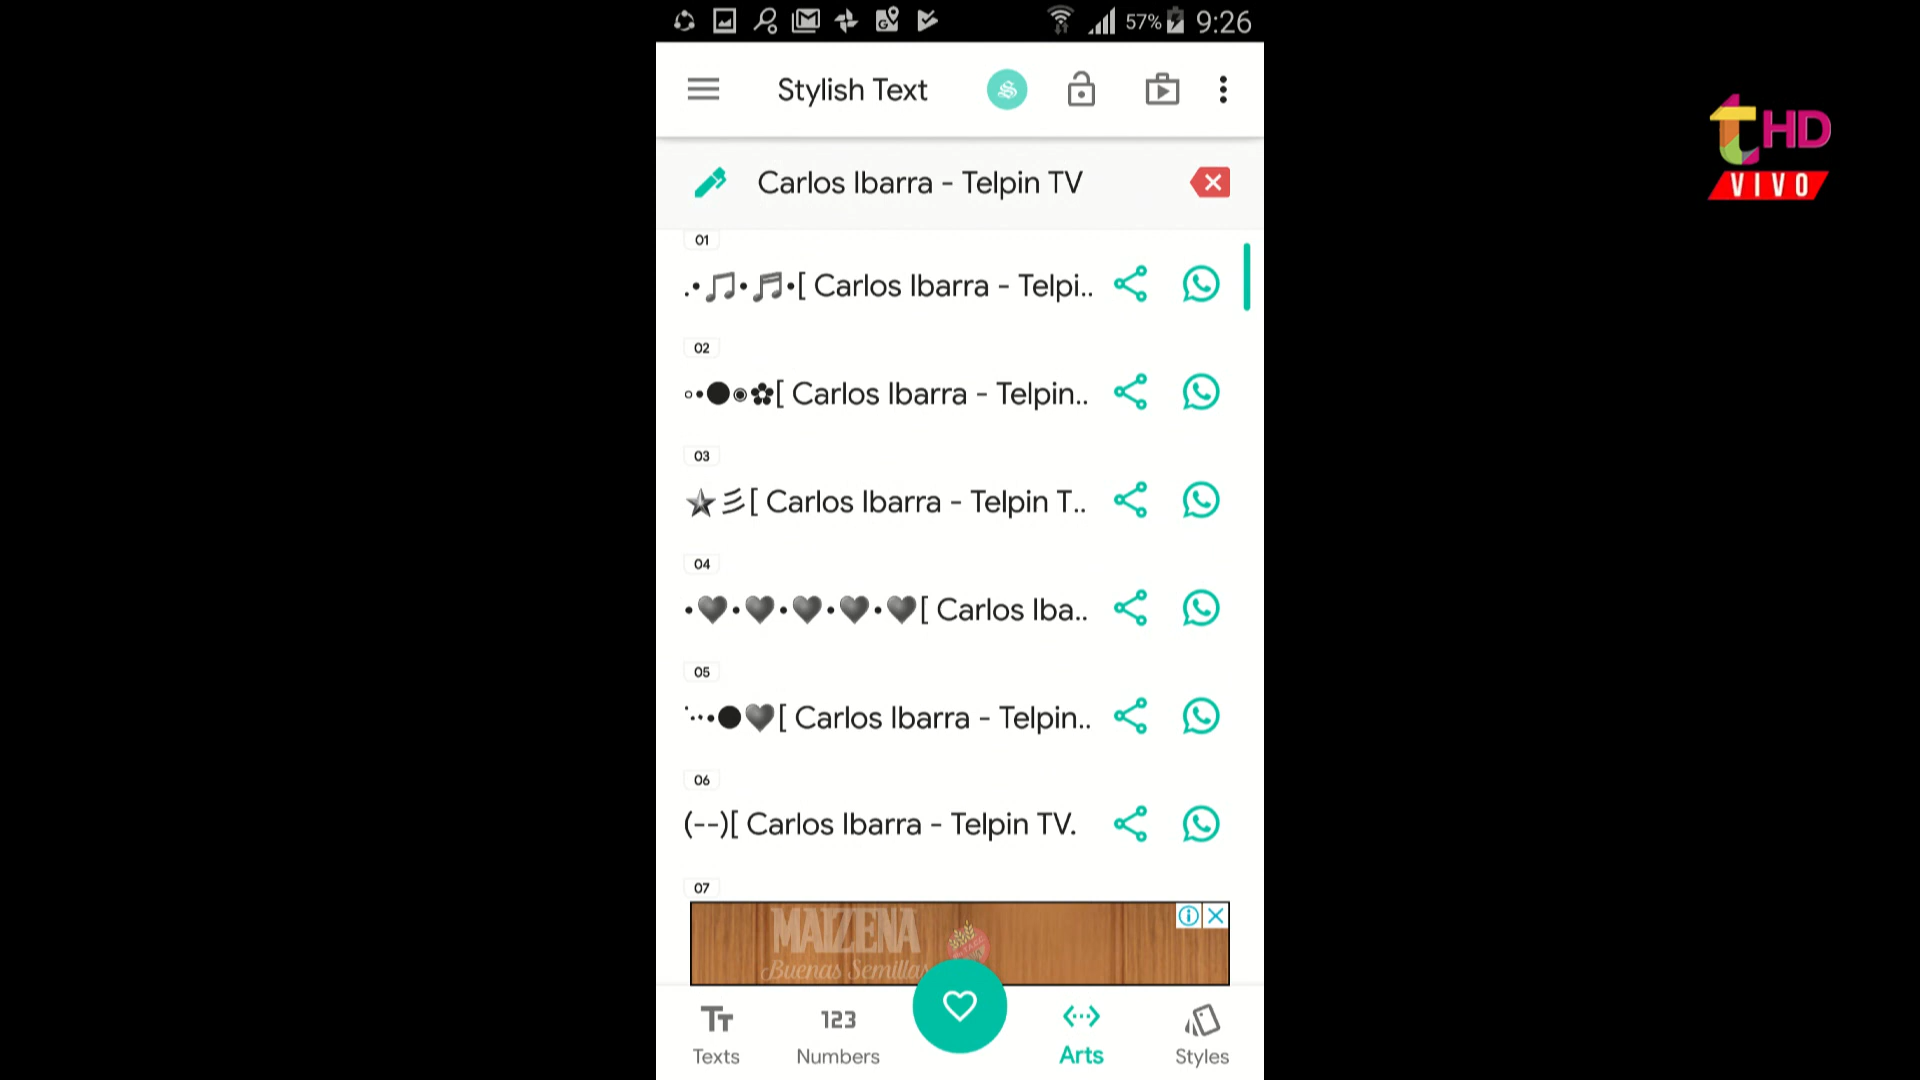 57% 9:26
Stylish Text
Carlos Ibarra - Telpin TV
01
.•♫•♬•[ Carlos Ibarra - Telpi..
02
◦•●◉✿[ Carlos Ibarra - Telpin..
03
★彡[ Carlos Ibarra - Telpin T..
04
•♥•♥•♥•♥•♥[ Carlos Iba..
05
˙··•●♥[ Carlos Ibarra - Telpin..
06
(--)[ Carlos Ibarra - Telpin TV.
07
MAIZENA
Buenas Semillas
Texts
123
Numbers
Arts
Styles
t HD
VIVO